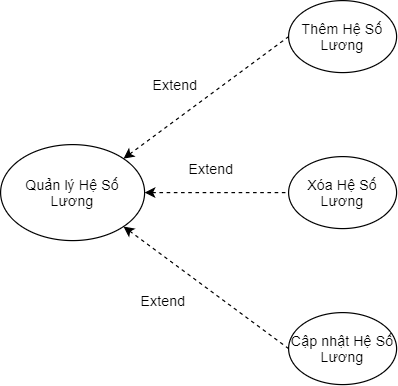 Thêm Hệ Số
Lương
Extend
Quản lý Hệ Số
Lương
Extend
Xóa Hệ Số
Lương
Extend
Cập nhật Hệ Số
Lương